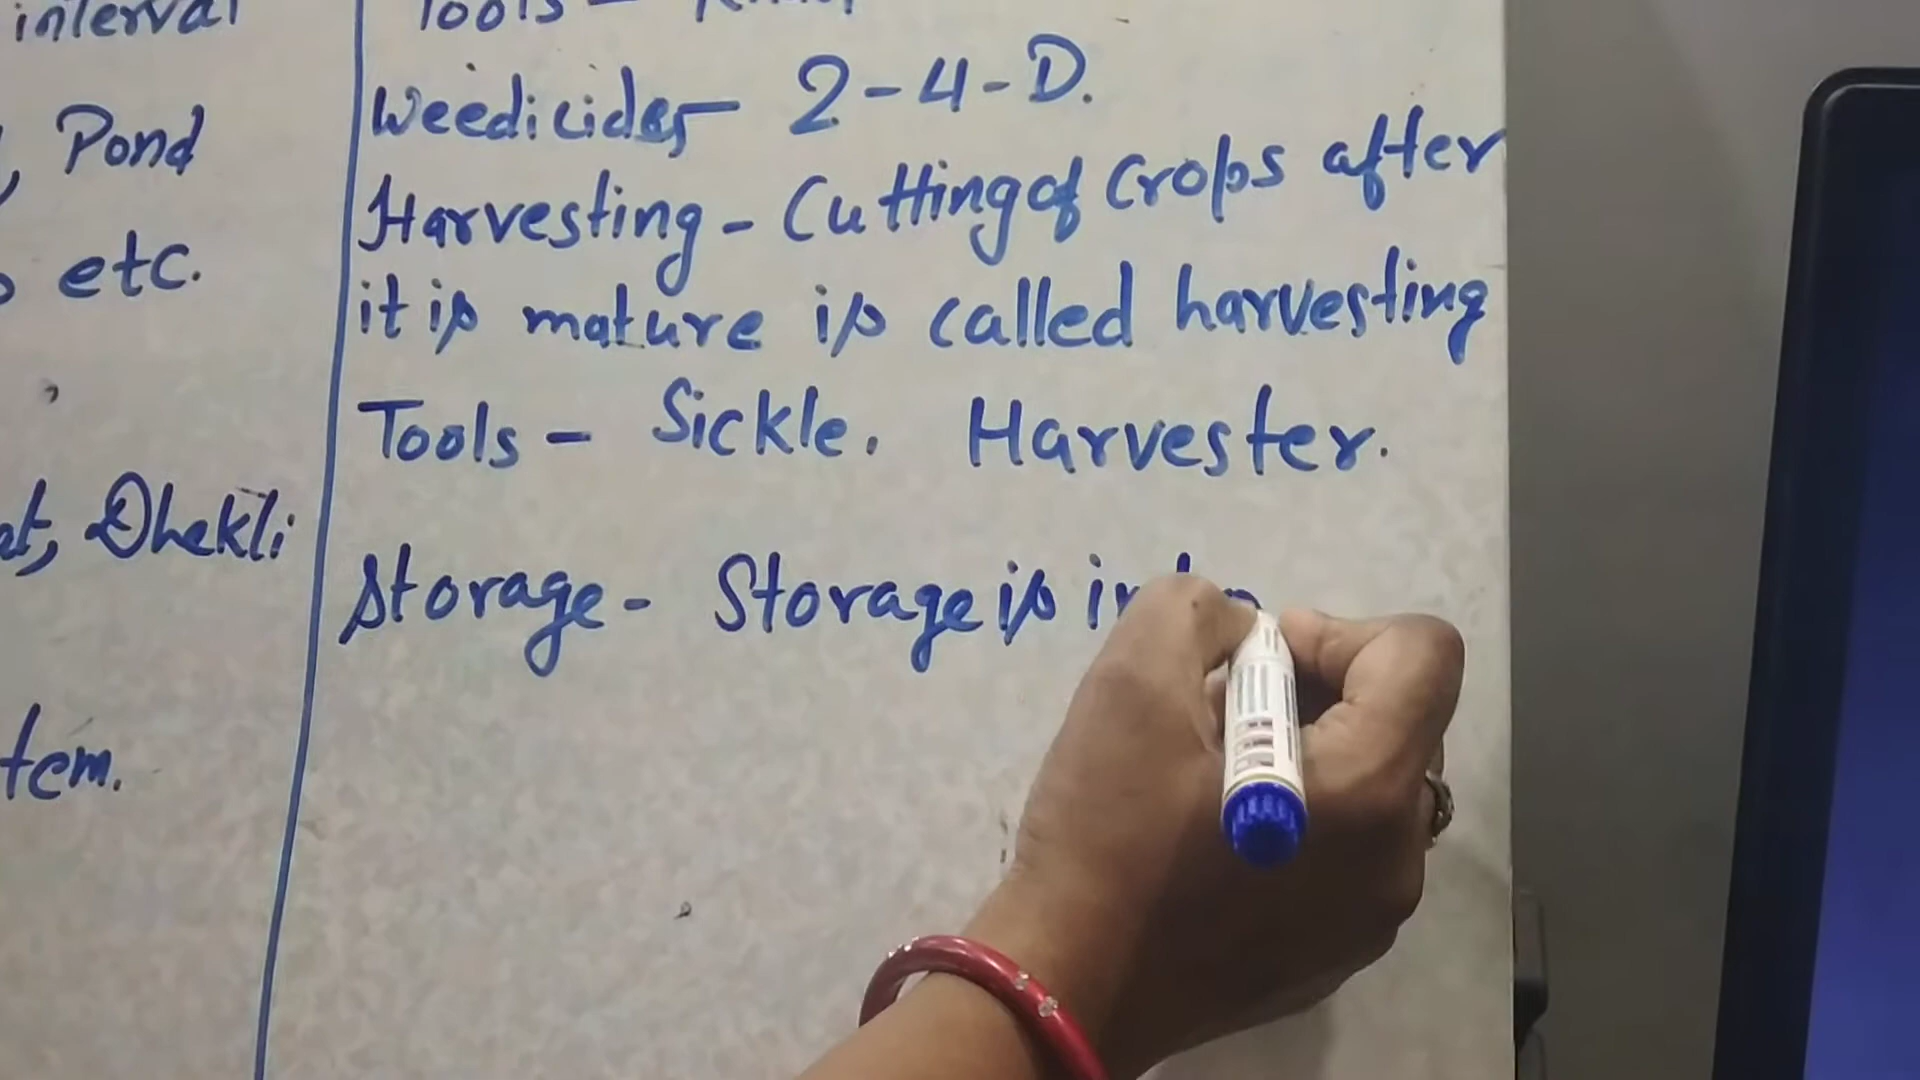 interval
, Pond
etc.
Dhekli
tem.
Tools -
Weedicides - 2-4-D.
Harvesting - Cutting of Crops after
it is mature is called harvesting
Tools - Sickle. Harvester.
Storage - Storage is